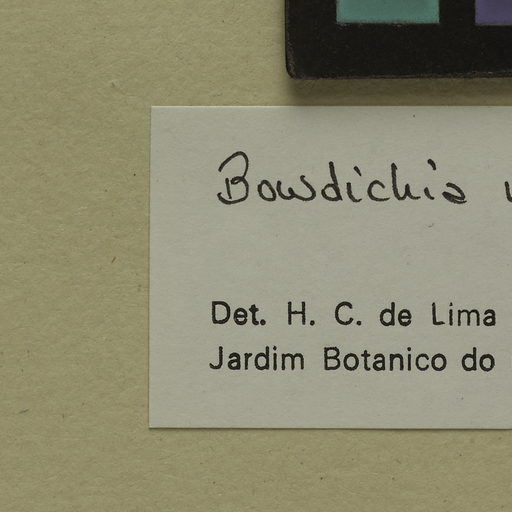 Bowdichia
Det. H. C. de Lima
Jardim Botanico do